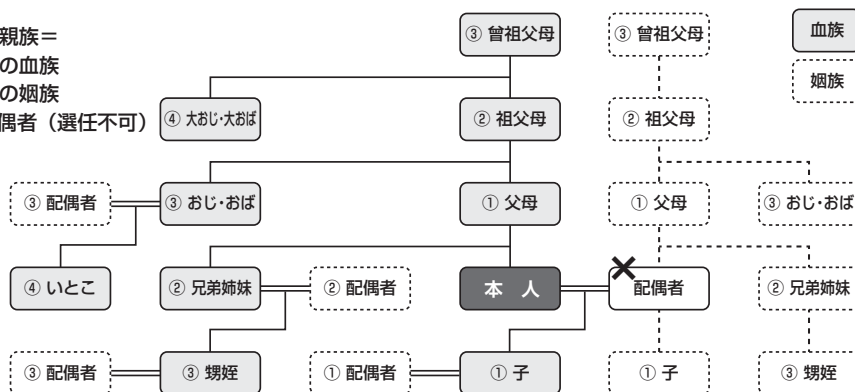 親族＝
の血族
の姻族
偶者（選任不可）
③ 曾祖父母
③ 曾祖父母
血族
姻族
④ 大おじ・大おば
② 祖父母
② 祖父母
③ 配偶者
③ おじ・おば
① 父母
① 父母
③ おじ・おば
④ いとこ
② 兄弟姉妹
② 配偶者
本 人
配偶者
② 兄弟姉妹
③ 配偶者
③ 甥姪
① 配偶者
① 子
① 子
③ 甥姪